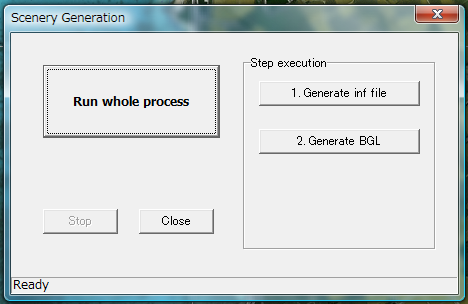 Scenery Generation
Run whole process
Step execution
1. Generate inf file
2. Generate BGL
Stop
Close
Ready